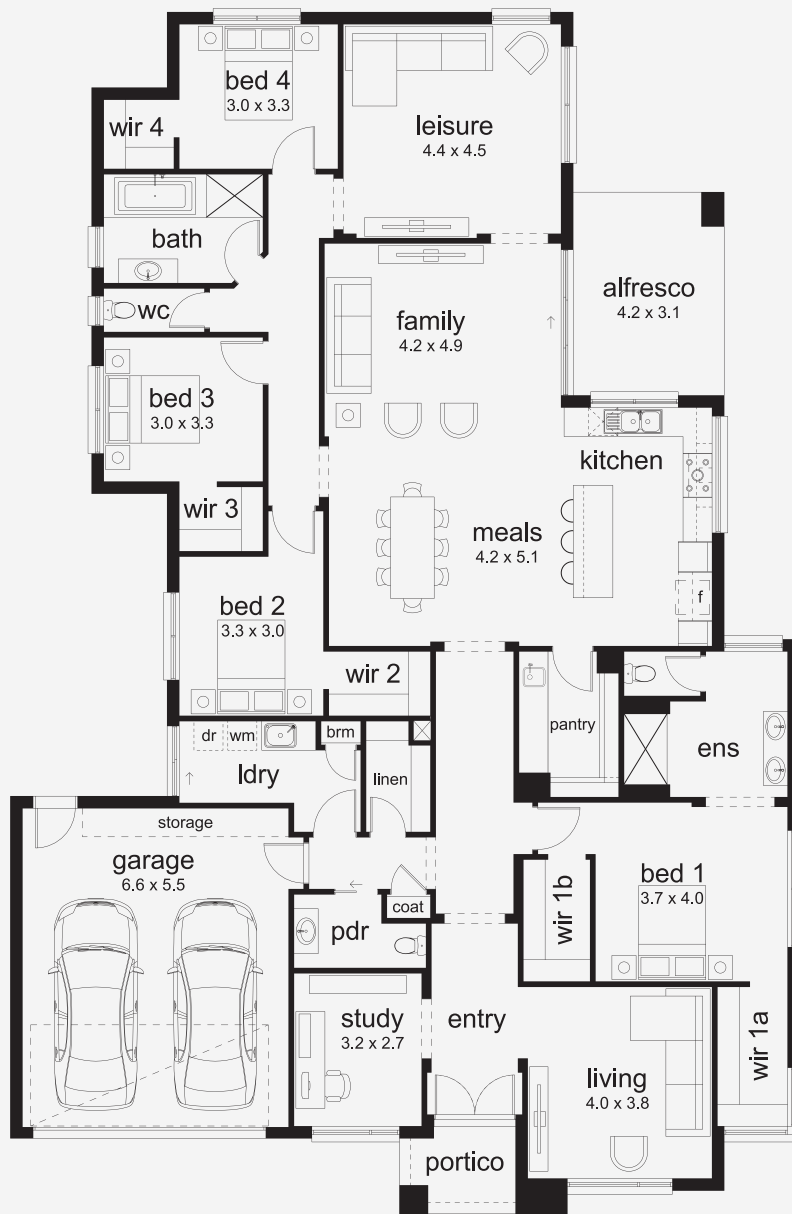 bed 4
3.0 x 3.3
leisure
4.4 x 4.5
wir 4
bath
wc
family
4.2 x 4.9
alfresco
4.2 x 3.1
bed 3
3.0 x 3.3
kitchen
wir 3
meals
4.2 x 5.1
f
bed 2
3.3 x 3.0
wir 2
pantry
ens
dr
wm
brm
ldry
linen
storage
garage
6.6 x 5.5
bed 1
3.7 x 4.0
wir 1b
coat
pdr
study
3.2 x 2.7
entry
living
4.0 x 3.8
wir 1a
portico